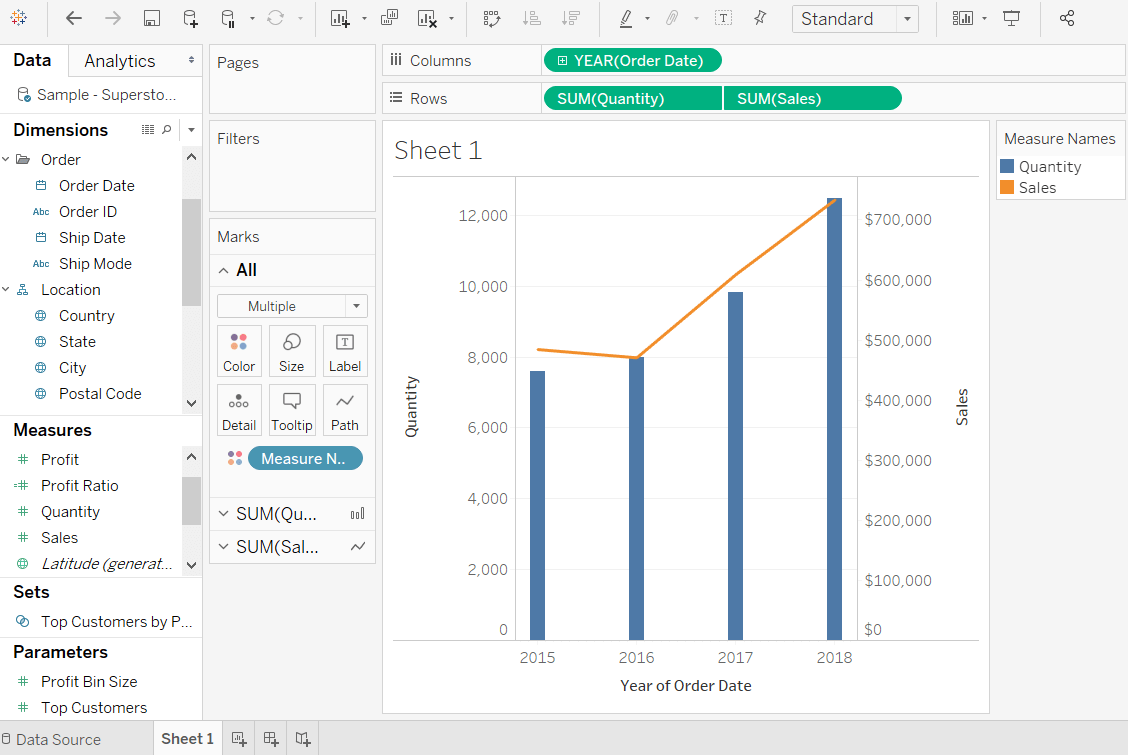 Standard
Data
Analytics
Sample - Supersto...
Dimensions
Order
Order Date
Abc Order ID
Ship Date
Abc Ship Mode
Location
Country
State
City
Postal Code
Measures
Profit
Profit Ratio
Quantity
Sales
Latitude (generat...
Sets
Top Customers by P...
Parameters
Profit Bin Size
Top Customers
Pages
Filters
Marks
All
Multiple
Color Size Label
Detail Tooltip Path
Measure N..
SUM(Qu...
SUM(Sal...
Columns YEAR(Order Date)
Rows SUM(Quantity) SUM(Sales)
Sheet 1
Quantity
12,000
10,000
8,000
6,000
4,000
2,000
0
$700,000
$600,000
$500,000
$400,000
$300,000
$200,000
$100,000
$0
Sales
2015 2016 2017 2018
Year of Order Date
Measure Names
Quantity
Sales
Data Source Sheet 1